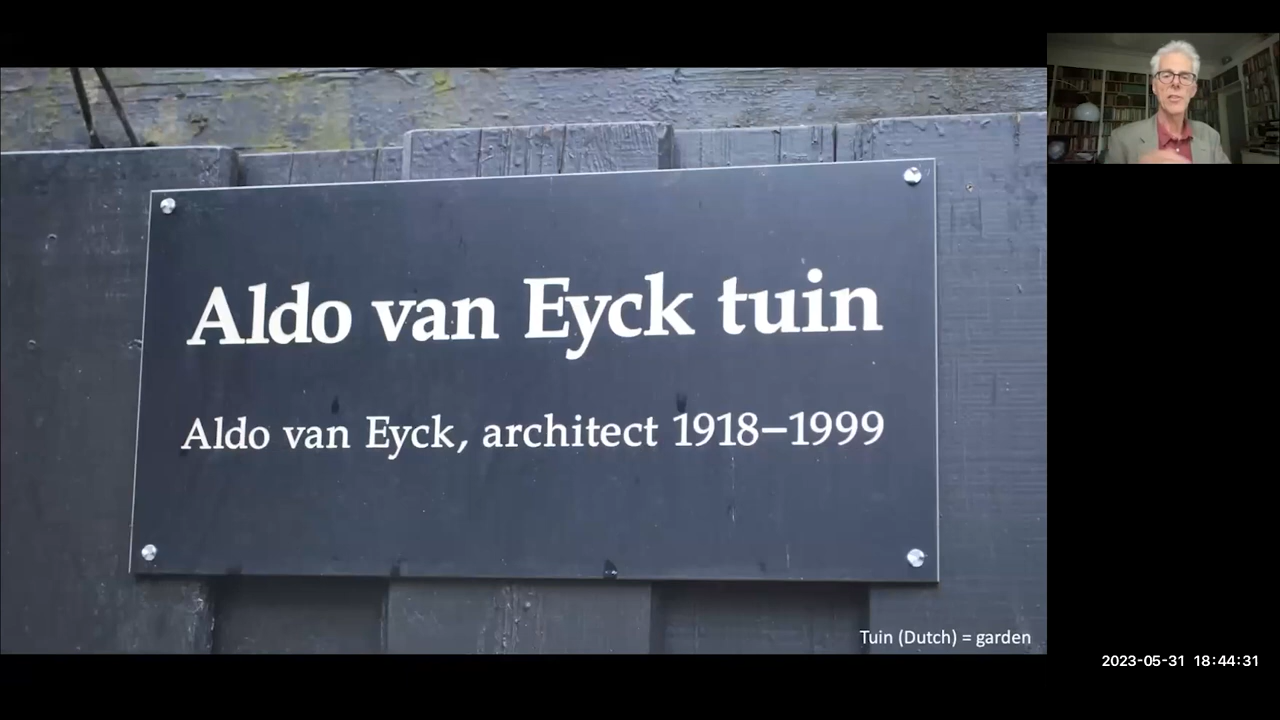 Aldo van Eyck tuin
Aldo van Eyck, architect 1918–1999
Tuin (Dutch) = garden
2023-05-31 18:44:31